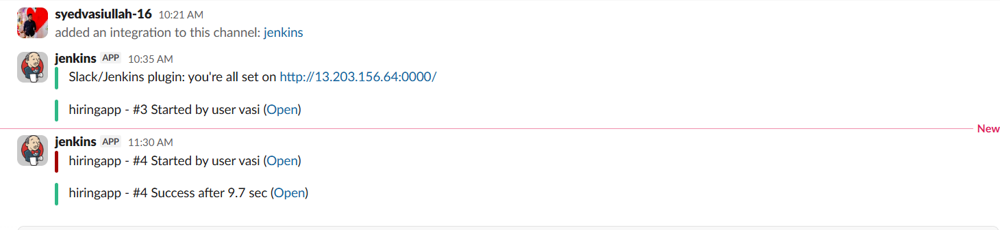 syedvasiullah-16 10:21 AM
added an integration to this channel: jenkins
jenkins APP 10:35 AM
Slack/Jenkins plugin: you're all set on http://13.203.156.64:0000/
hiringapp - #3 Started by user vasi (Open)
New
jenkins APP 11:30 AM
hiringapp - #4 Started by user vasi (Open)
hiringapp - #4 Success after 9.7 sec (Open)